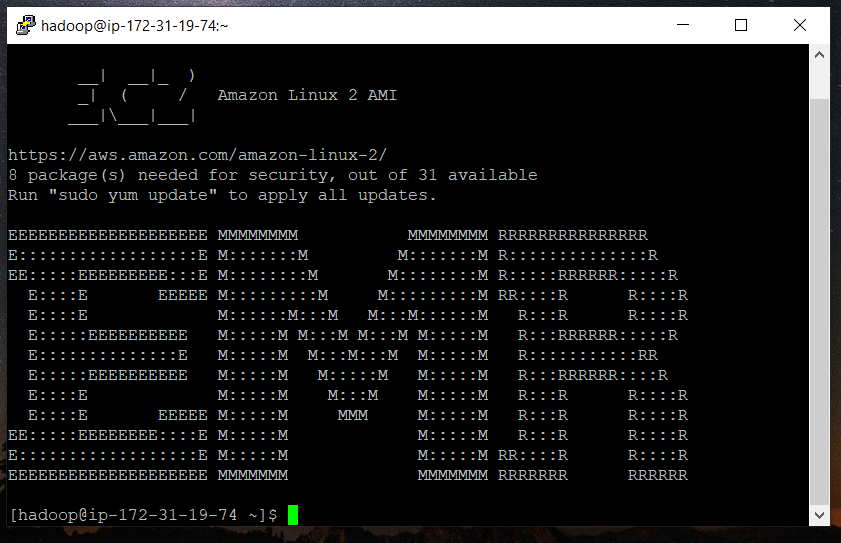 hadoop@ip-172-31-19-74:~
       __|  __|_  )
       _|  (     /   Amazon Linux 2 AMI
      ___|\___|___|
https://aws.amazon.com/amazon-linux-2/
8 package(s) needed for security, out of 31 available
Run "sudo yum update" to apply all updates.
EEEEEEEEEEEEEEEEEEEE MMMMMMMM           MMMMMMMM RRRRRRRRRRRRRRR
E::::::::::::::::::E M:::::::M         M:::::::M R::::::::::::::R
EE:::::EEEEEEEEE:::E M::::::::M       M::::::::M R:::::RRRRRR:::::R
  E::::E       EEEEE M:::::::::M     M:::::::::M RR::::R      R::::R
  E::::E             M::::::M:::M   M:::M::::::M   R:::R      R::::R
  E:::::EEEEEEEEEE   M:::::M M:::M M:::M M:::::M   R:::RRRRRR:::::R
  E::::::::::::::E   M:::::M  M:::M:::M  M:::::M   R:::::::::::RR
  E:::::EEEEEEEEEE   M:::::M   M:::::M   M:::::M   R:::RRRRRR::::R
  E::::E             M:::::M    M:::M    M:::::M   R:::R      R::::R
  E::::E       EEEEE M:::::M     MMM     M:::::M   R:::R      R::::R
EE:::::EEEEEEEE::::E M:::::M             M:::::M   R:::R      R::::R
E::::::::::::::::::E M:::::M             M:::::M RR::::R      R::::R
EEEEEEEEEEEEEEEEEEEE MMMMMMM             MMMMMMM RRRRRRR      RRRRRR
[hadoop@ip-172-31-19-74 ~]$